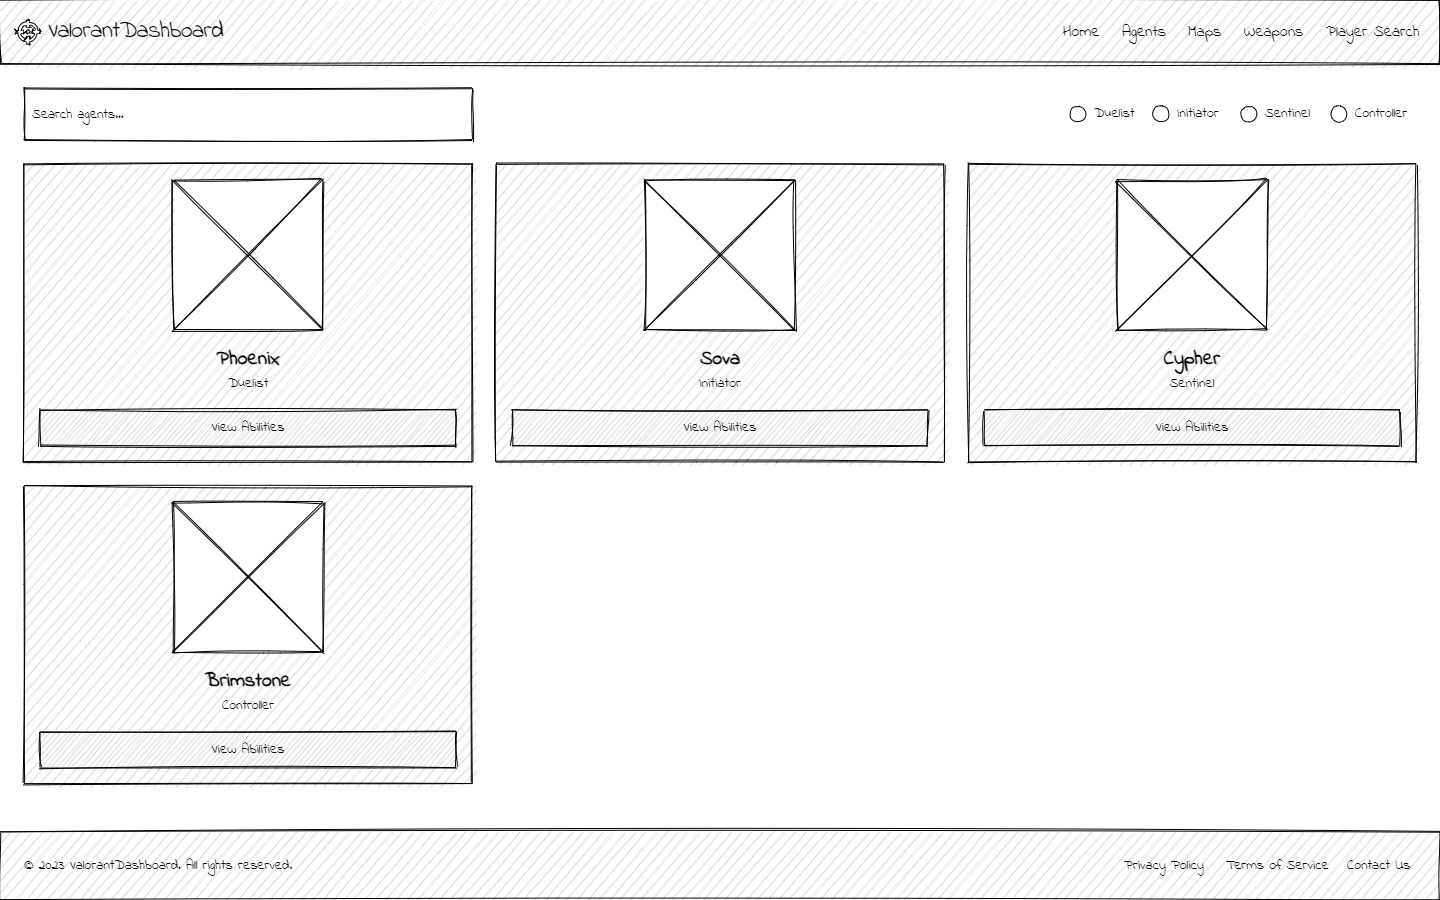 ValorantDashboard
Home Agents Maps Weapons Player Search
Search agents...
Duelist Initiator Sentinel Controller
Phoenix
Duelist
View Abilities
Sova
Initiator
View Abilities
Cypher
Sentinel
View Abilities
Brimstone
Controller
View Abilities
© 2023 ValorantDashboard. All rights reserved.
Privacy Policy Terms of Service Contact Us